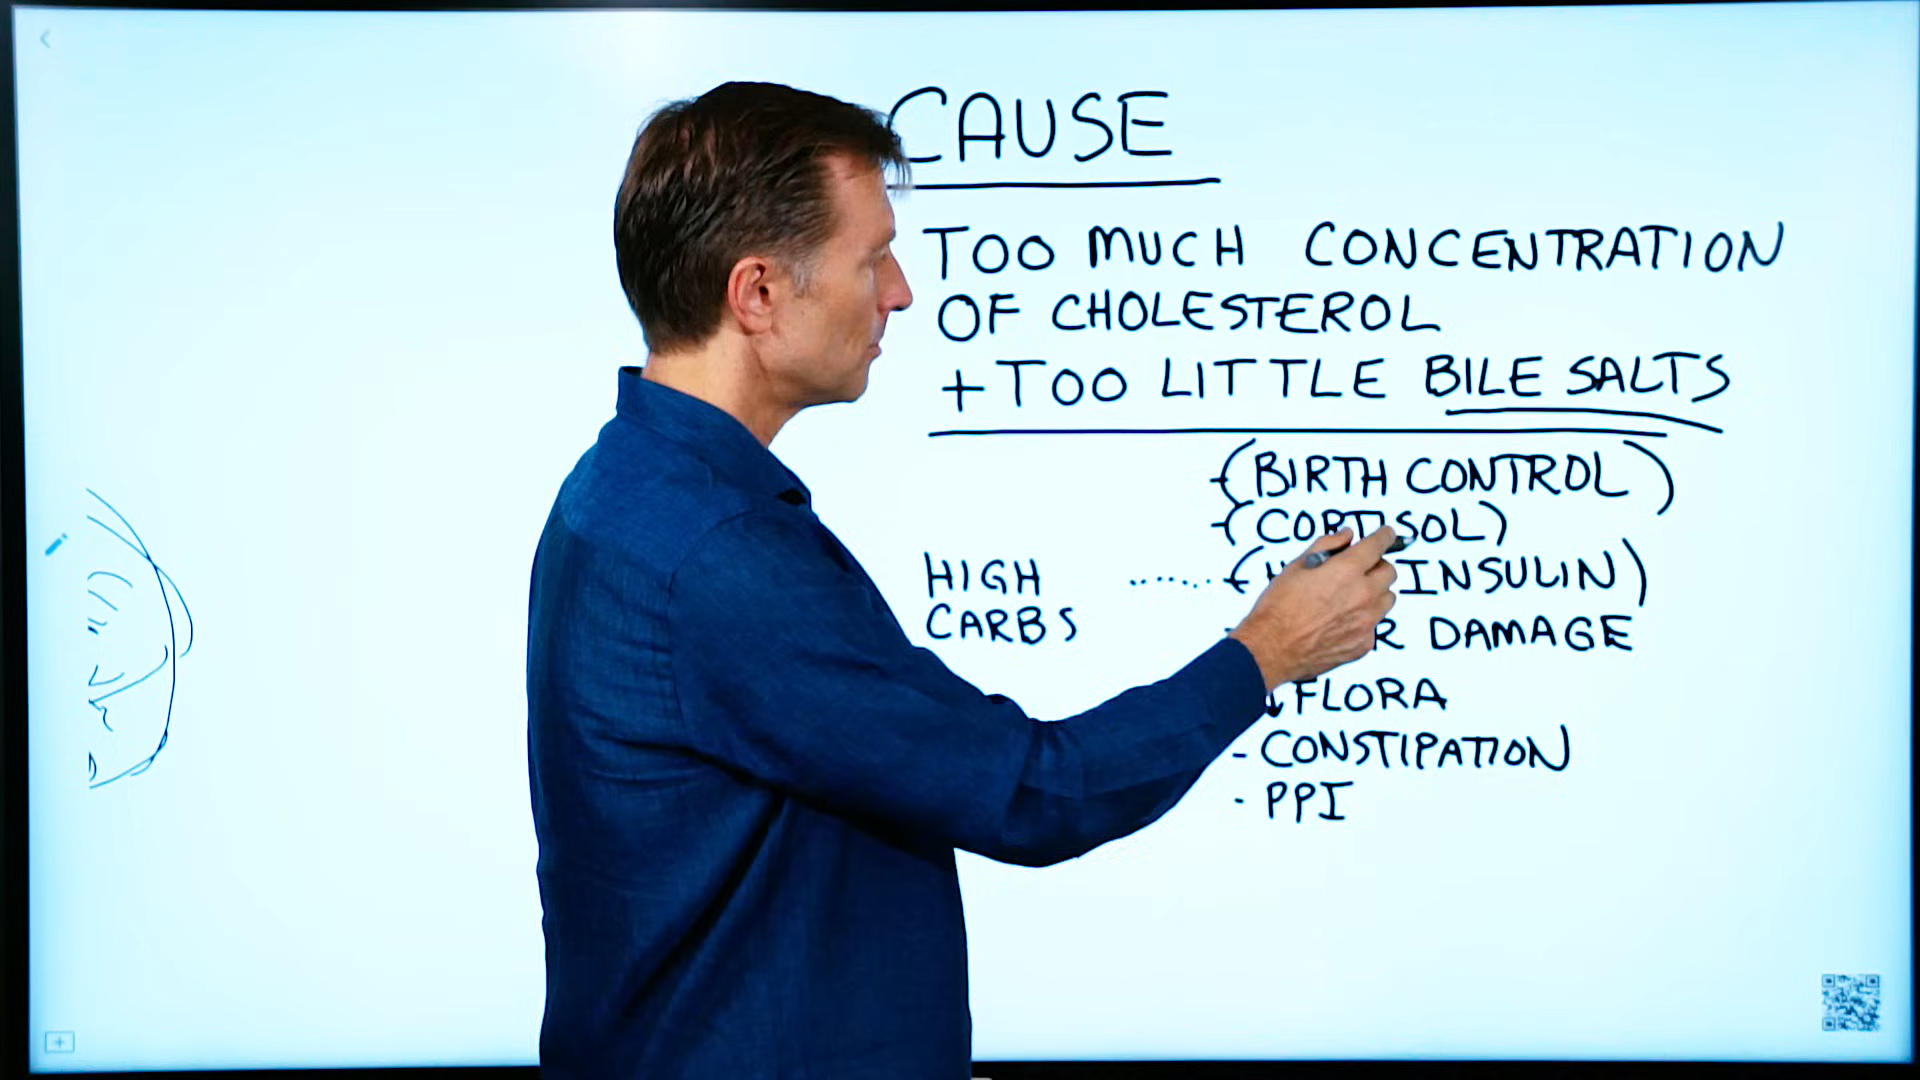 CAUSE
TOO MUCH CONCENTRATION
OF CHOLESTEROL
+ TOO LITTLE BILE SALTS
-(BIRTH CONTROL)
-(CORTISOL)
HIGH ......-( INSULIN)
CARBS DAMAGE
↓FLORA
- CONSTIPATION
- PPI